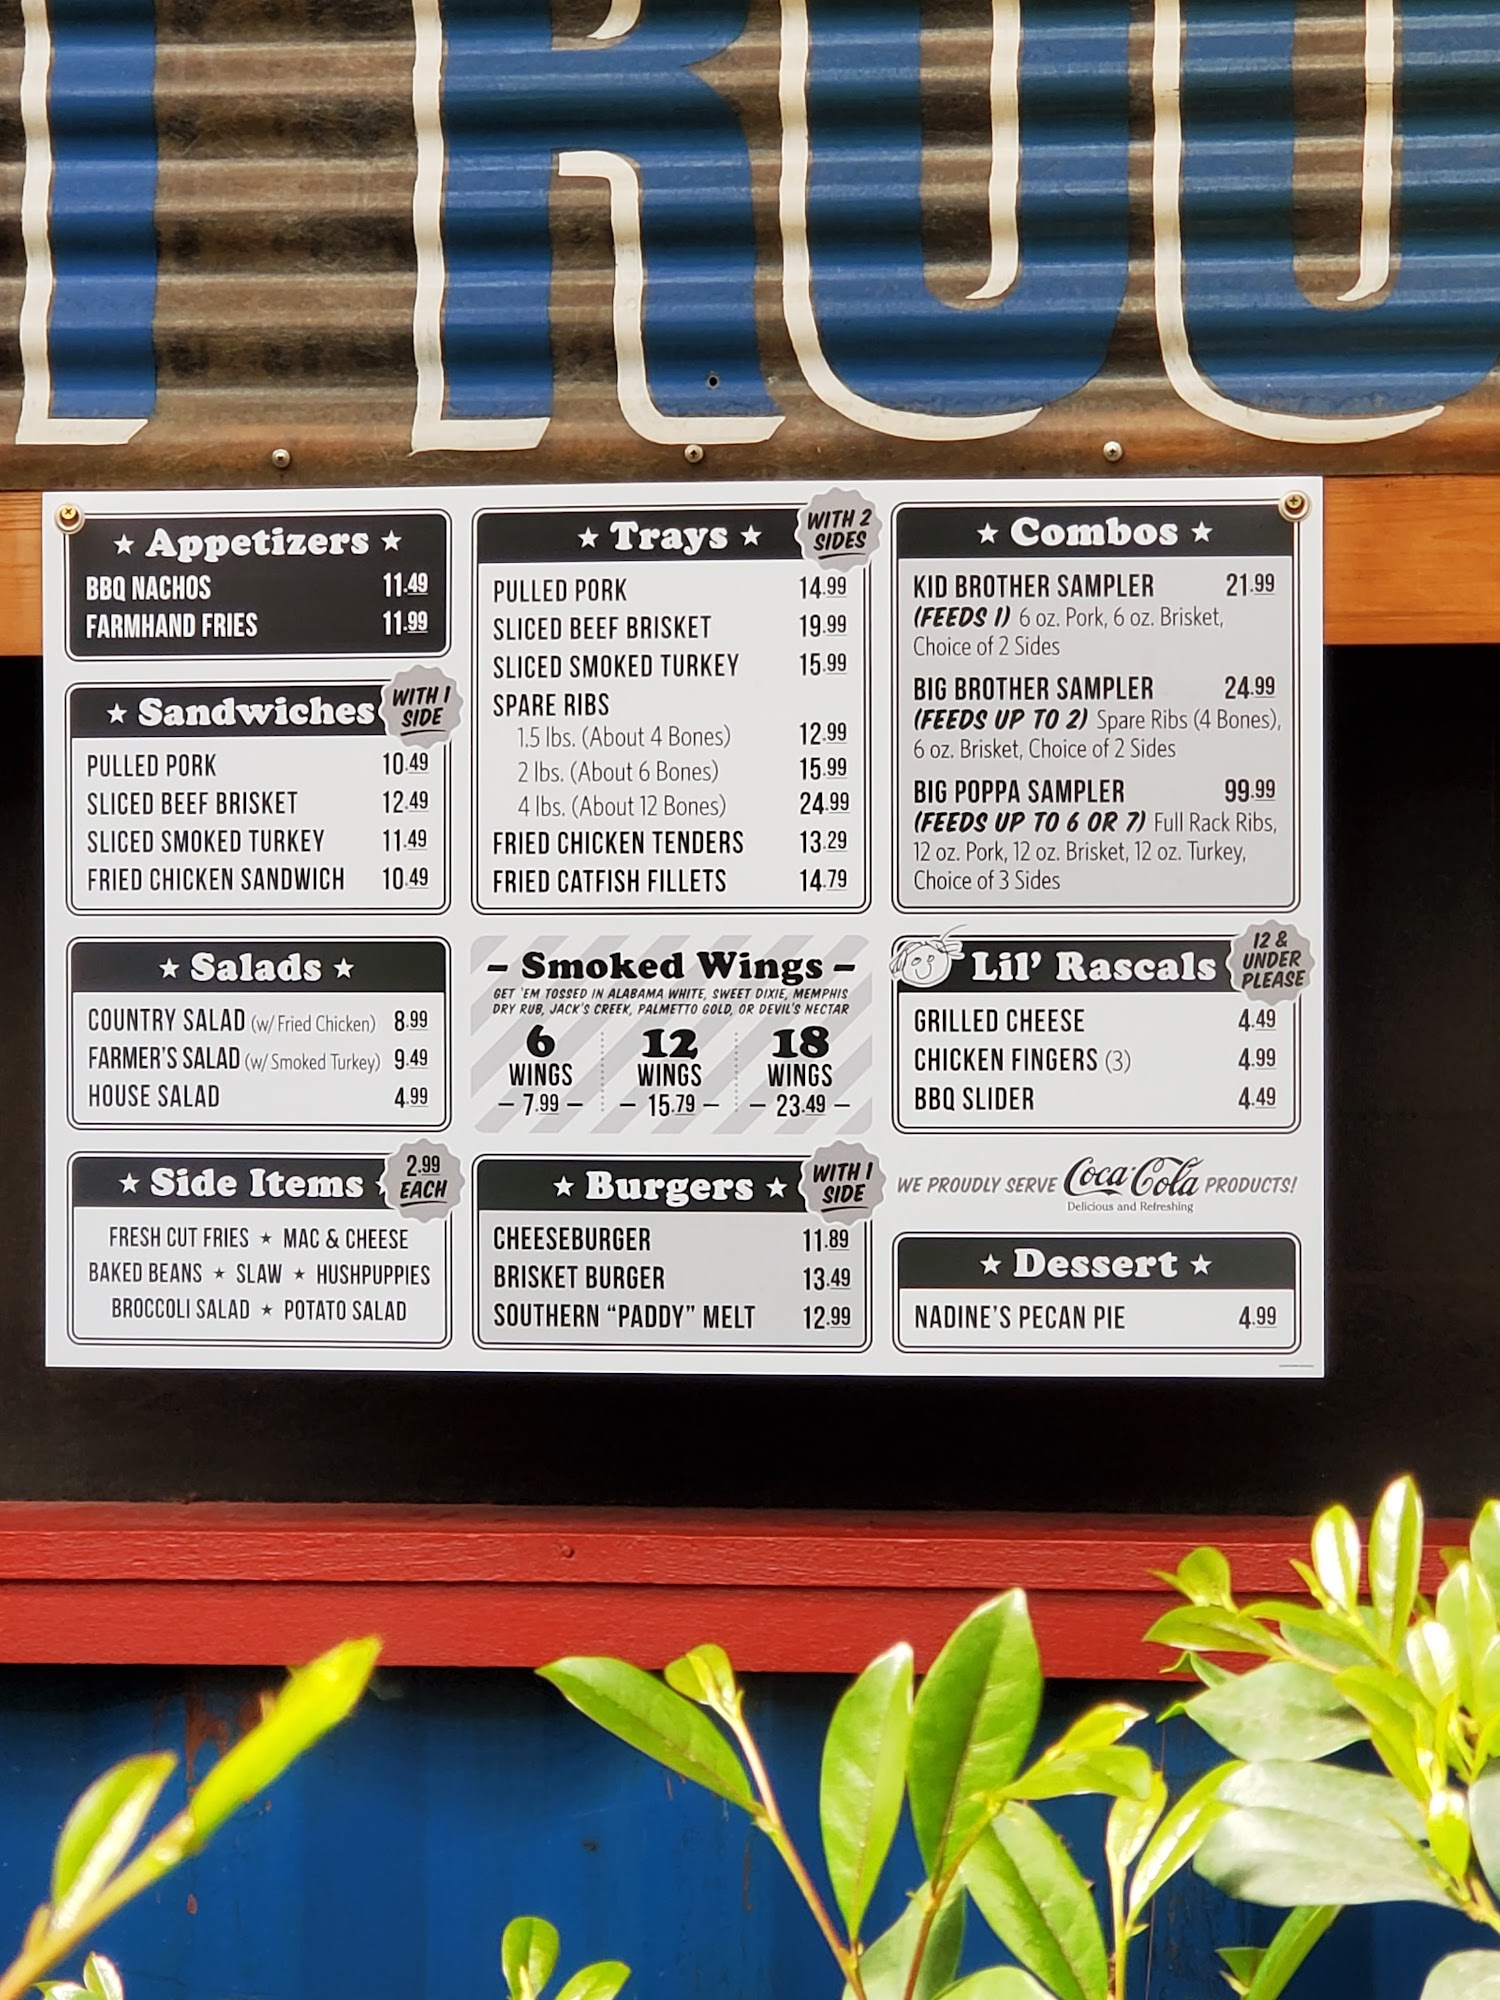 ★ Appetizers ★
BBQ NACHOS 11.49
FARMHAND FRIES 11.99
★ Sandwiches
WITH 1
SIDE
PULLED PORK 10.49
SLICED BEEF BRISKET 12.49
SLICED SMOKED TURKEY 11.49
FRIED CHICKEN SANDWICH 10.49
★ Salads ★
COUNTRY SALAD (w/ Fried Chicken) 8.99
FARMER'S SALAD (w/ Smoked Turkey) 9.49
HOUSE SALAD 4.99
★ Side Items
2.99
EACH
FRESH CUT FRIES ★ MAC & CHEESE
BAKED BEANS ★ SLAW ★ HUSHPUPPIES
BROCCOLI SALAD ★ POTATO SALAD
★ Trays ★
WITH 2
SIDES
PULLED PORK 14.99
SLICED BEEF BRISKET 19.99
SLICED SMOKED TURKEY 15.99
SPARE RIBS
1.5 lbs. (About 4 Bones) 12.99
2 lbs. (About 6 Bones) 15.99
4 lbs. (About 12 Bones) 24.99
FRIED CHICKEN TENDERS 13.29
FRIED CATFISH FILLETS 14.79
– Smoked Wings –
GET 'EM TOSSED IN ALABAMA WHITE, SWEET DIXIE, MEMPHIS
DRY RUB, JACK'S CREEK, PALMETTO GOLD, OR DEVIL'S NECTAR
6 12 18
WINGS WINGS WINGS
– 7.99 – – 15.79 – – 23.49 –
★ Burgers ★
WITH 1
SIDE
CHEESEBURGER 11.89
BRISKET BURGER 13.49
SOUTHERN “PADDY” MELT 12.99
★ Combos ★
KID BROTHER SAMPLER 21.99
(FEEDS 1) 6 oz. Pork, 6 oz. Brisket,
Choice of 2 Sides
BIG BROTHER SAMPLER 24.99
(FEEDS UP TO 2) Spare Ribs (4 Bones),
6 oz. Brisket, Choice of 2 Sides
BIG POPPA SAMPLER 99.99
(FEEDS UP TO 6 OR 7) Full Rack Ribs,
12 oz. Pork, 12 oz. Brisket, 12 oz. Turkey,
Choice of 3 Sides
Lil' Rascals
12 &
UNDER
PLEASE
GRILLED CHEESE 4.49
CHICKEN FINGERS (3) 4.99
BBQ SLIDER 4.49
WE PROUDLY SERVE Coca-Cola PRODUCTS!
Delicious and Refreshing
★ Dessert ★
NADINE'S PECAN PIE 4.99